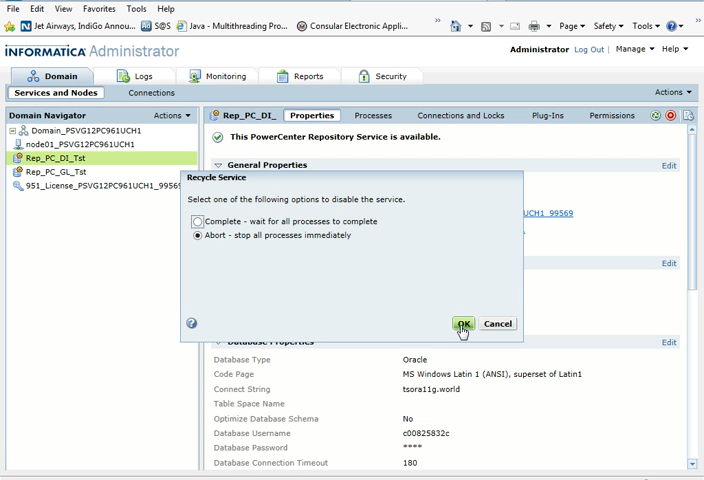 File Edit View Favorites Tools Help
Jet Airways, IndiGo Annou... S@S Java - Multithreading Pro... Consular Electronic Appli... Page Safety Tools
INFORMATICA Administrator
Administrator Log Out Manage Help
Domain Logs Monitoring Reports Security
Services and Nodes Connections Actions
Domain Navigator Actions
Rep_PC_DI_ Properties Processes Connections and Locks Plug-Ins Permissions
Domain_PSVG12PC961UCH1
node01_PSVG12PC961UCH1
Rep_PC_DI_Tst
Rep_PC_GL_Tst
951_License_PSVG12PC961UCH1_99569
This PowerCenter Repository Service is available.
General Properties Edit
UCH1_99569
Edit
Recycle Service
Select one of the following options to disable the service.
Complete - wait for all processes to complete
Abort - stop all processes immediately
OK Cancel
Database Properties Edit
Database Type Oracle
Code Page MS Windows Latin 1 (ANSI), superset of Latin1
Connect String tsora11g.world
Table Space Name
Optimize Database Schema No
Database Username c00825832c
Database Password ****
Database Connection Timeout 180